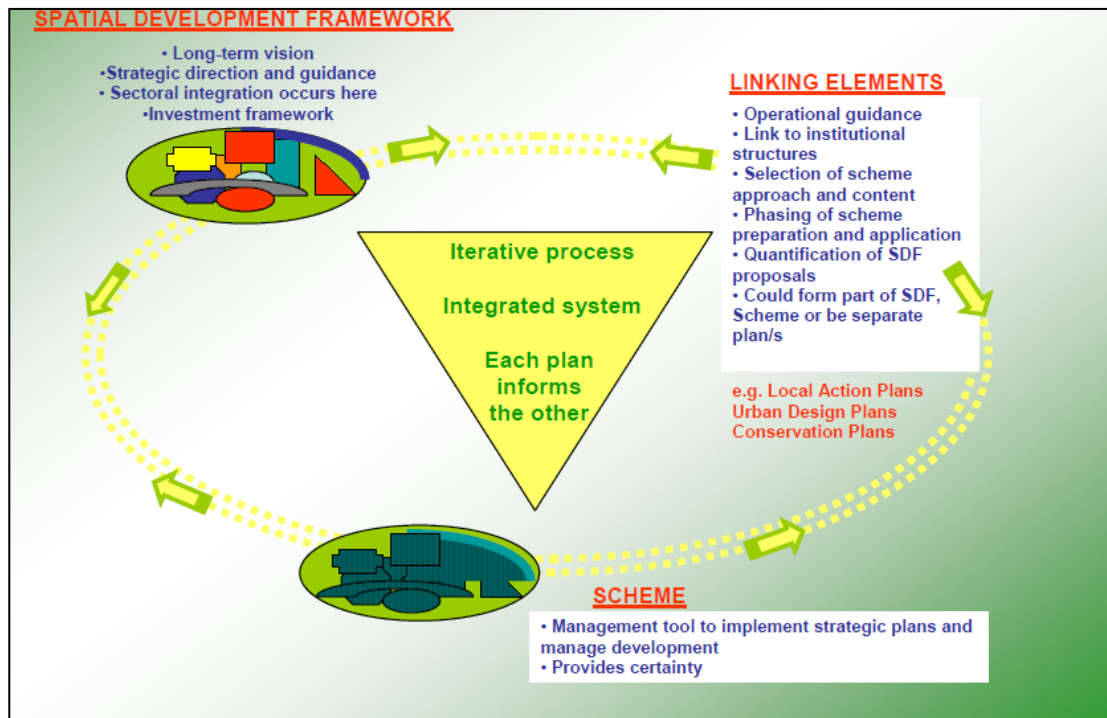 SPATIAL DEVELOPMENT FRAMEWORK
• Long-term vision
•Strategic direction and guidance
• Sectoral integration occurs here
•Investment framework
LINKING ELEMENTS
• Operational guidance
• Link to institutional
structures
• Selection of scheme
approach and content
• Phasing of scheme
preparation and application
• Quantification of SDF
proposals
• Could form part of SDF,
Scheme or be separate
plan/s
e.g. Local Action Plans
Urban Design Plans
Conservation Plans
Iterative process
Integrated system
Each plan
informs
the other
SCHEME
• Management tool to implement strategic plans and
manage development
• Provides certainty